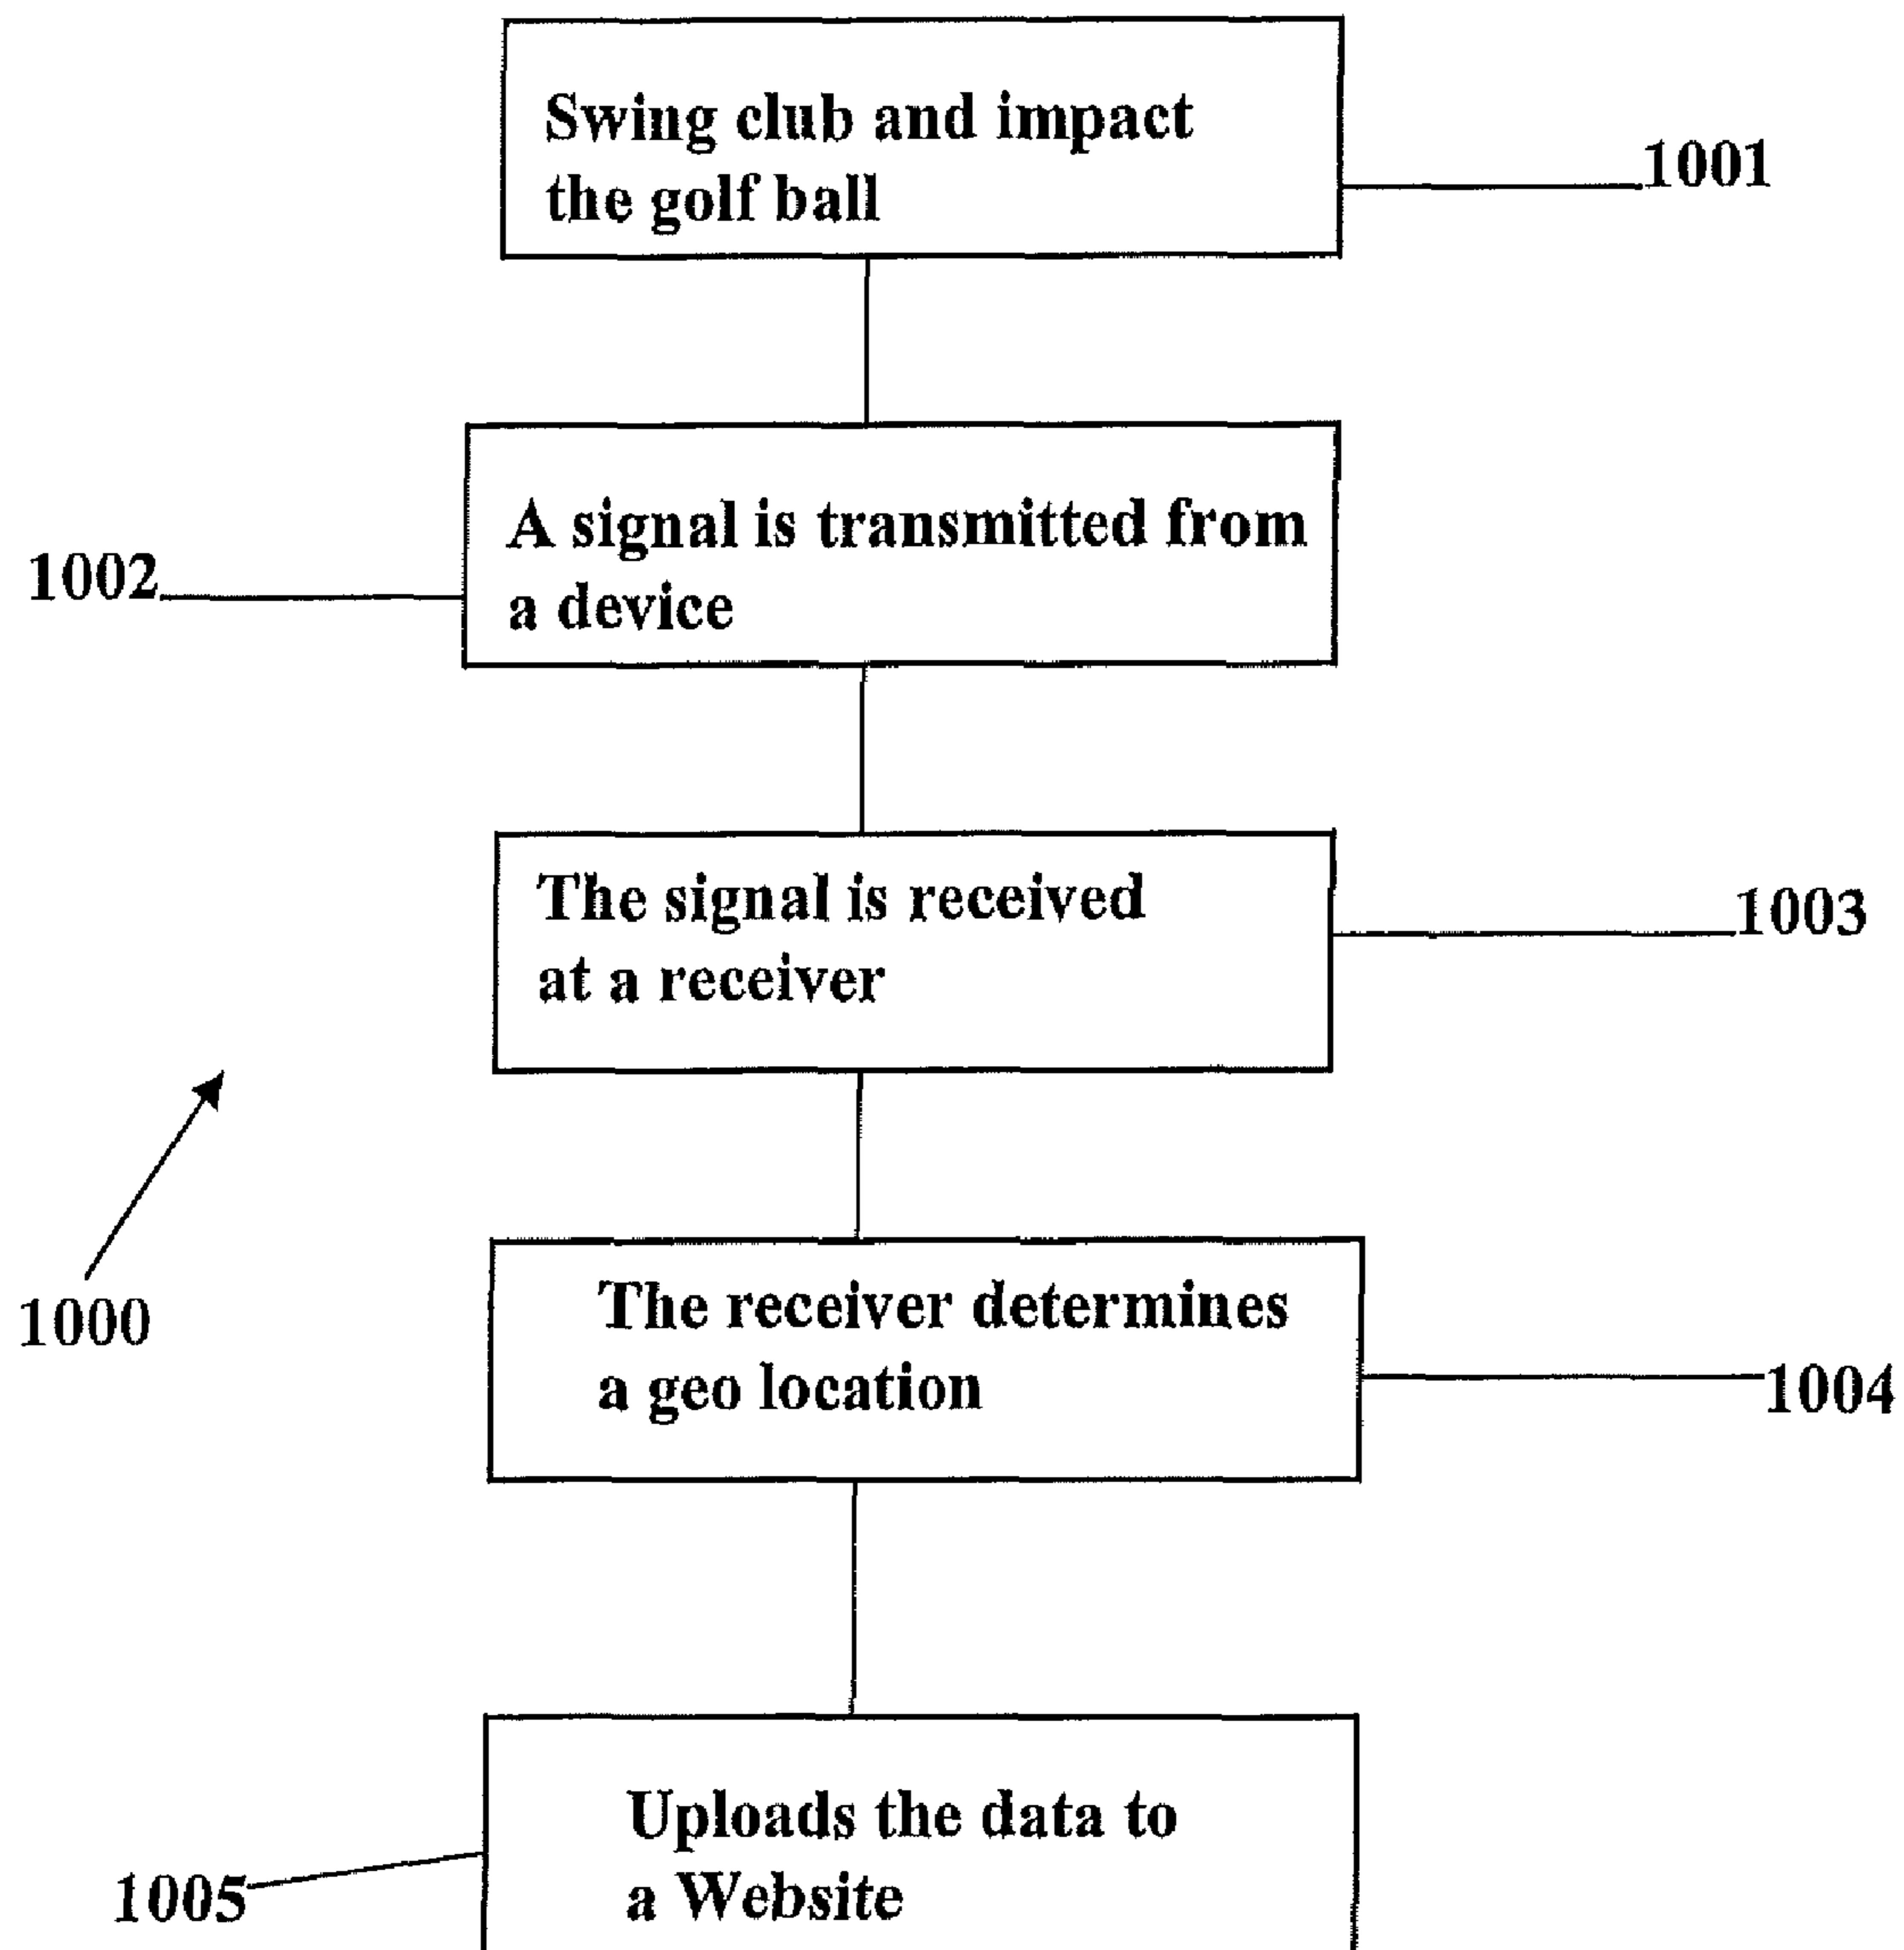 Swing club and impact
the golf ball
1001
A signal is transmitted from
a device
1002
The signal is received
at a receiver
1003
1000
The receiver determines
a geo location
1004
Uploads the data to
a Website
1005